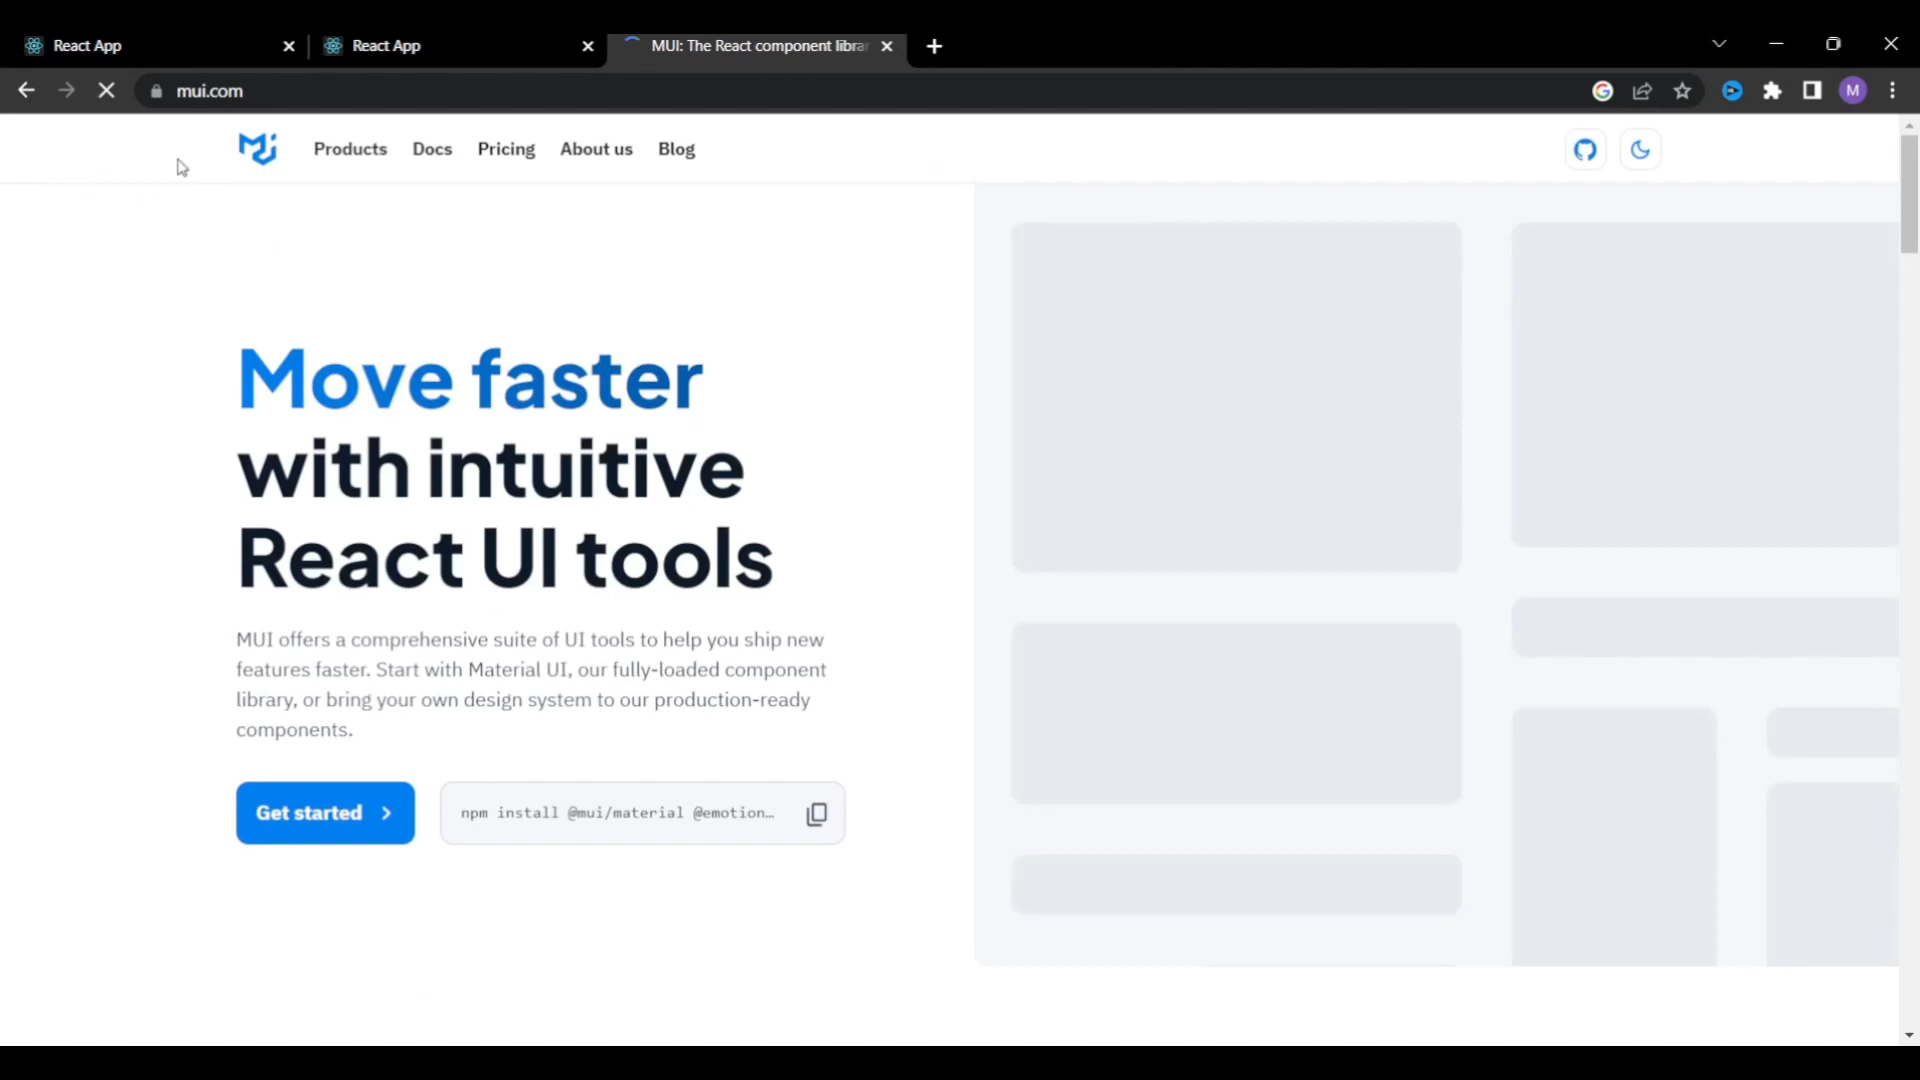 React App
React App
MUI: The React component librar
mui.com
M
Products
Docs
Pricing
About us
Blog
Move faster
with intuitive
React UI tools
MUI offers a comprehensive suite of UI tools to help you ship new
features faster. Start with Material UI, our fully-loaded component
library, or bring your own design system to our production-ready
components.
Get started
npm install @mui/material @emotion...